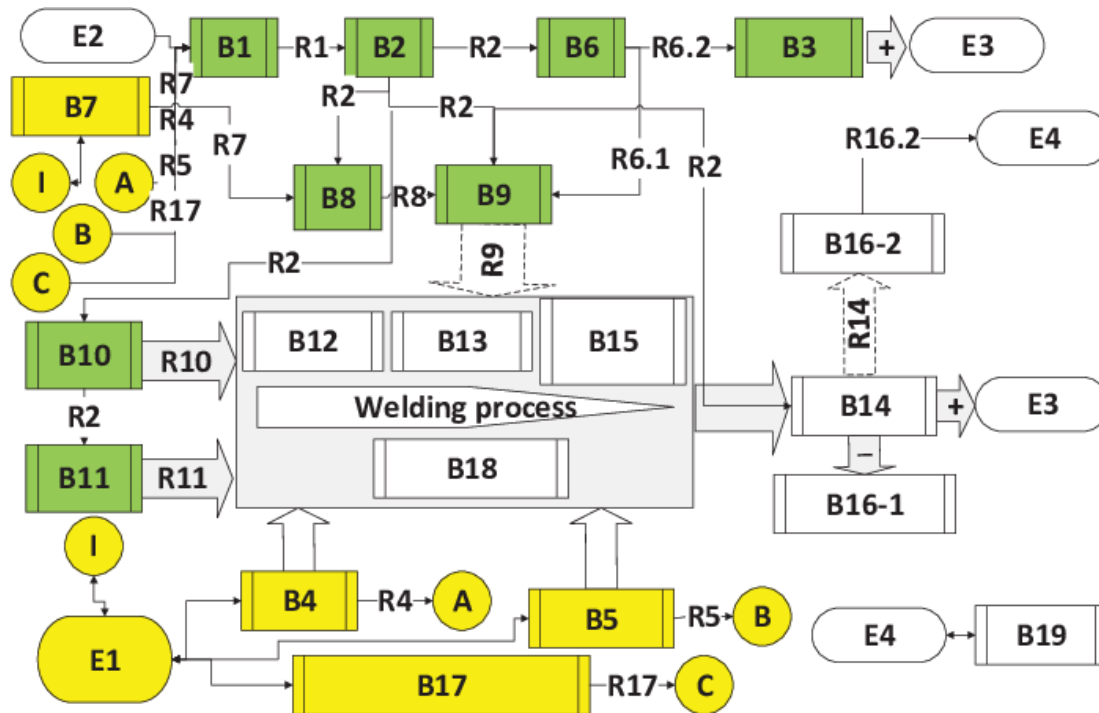 E2
B1
R1
B2
R2
B6
R6.2
B3
+
E3
R7
B7
R4
R2
R2
R7
R6.1
R2
R16.2
E4
I
A
R5
R17
B8
R8
B9
B
B16-2
C
R2
R9
R14
B10
R10
B12
B13
B15
Welding process
B14
+
E3
R2
B11
R11
B18
–
B16-1
I
B4
R4
A
B5
R5
B
E1
E4
B19
B17
R17
C